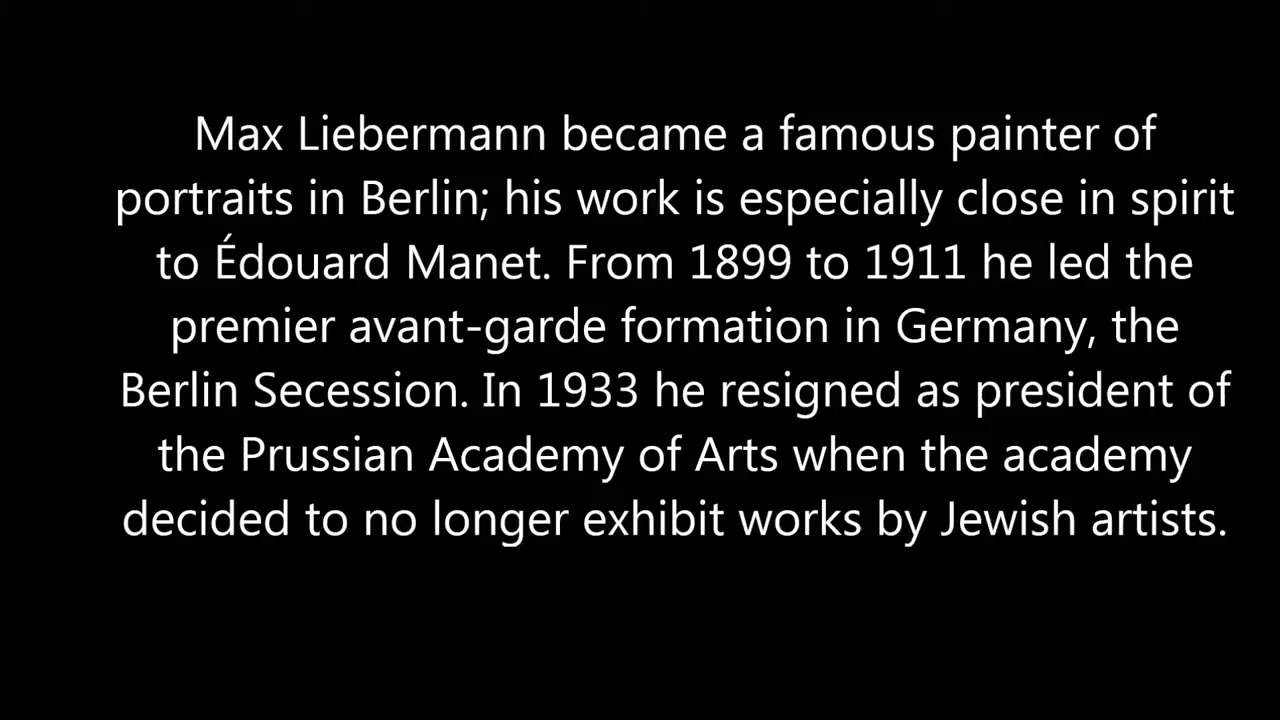 Max Liebermann became a famous painter of
portraits in Berlin; his work is especially close in spirit
to Édouard Manet. From 1899 to 1911 he led the
premier avant-garde formation in Germany, the
Berlin Secession. In 1933 he resigned as president of
the Prussian Academy of Arts when the academy
decided to no longer exhibit works by Jewish artists.